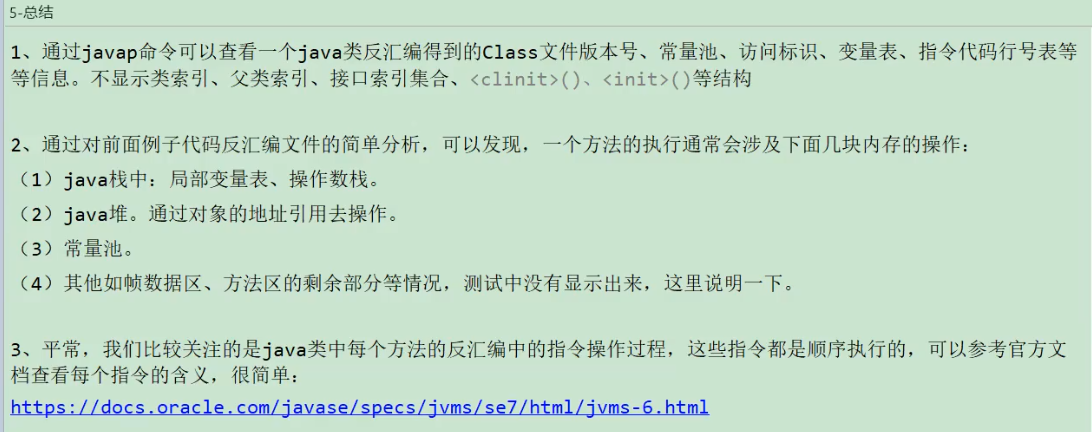 5-总结
1、通过javap命令可以查看一个java类反汇编得到的Class文件版本号、常量池、访问标识、变量表、指令代码行号表等
等信息。不显示类索引、父类索引、接口索引集合、<clinit>()、<init>()等结构
2、通过对前面例子代码反汇编文件的简单分析，可以发现，一个方法的执行通常会涉及下面几块内存的操作：
（1）java栈中：局部变量表、操作数栈。
（2）java堆。通过对象的地址引用去操作。
（3）常量池。
（4）其他如帧数据区、方法区的剩余部分等情况，测试中没有显示出来，这里说明一下。
3、平常，我们比较关注的是java类中每个方法的反汇编中的指令操作过程，这些指令都是顺序执行的，可以参考官方文
档查看每个指令的含义，很简单：
https://docs.oracle.com/javase/specs/jvms/se7/html/jvms-6.html